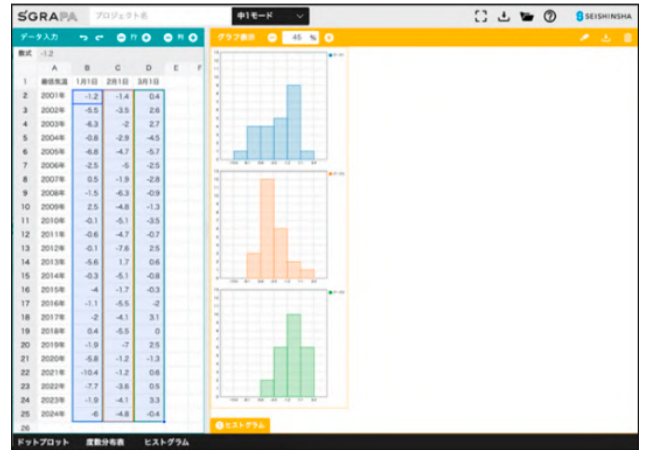 SGRAPA プロジェクト名 中1モード SEISHINSHA
データ入力 行 列 グラフ表示 45 %
数式 -1.2
A B C D E F
1 最低気温 1月1日 2月1日 3月1日
2 2001年 -1.2 -1.4 0.4
3 2002年 -5.5 -3.5 2.6
4 2003年 -6.3 -2 2.7
5 2004年 -0.8 -2.9 -4.5
6 2005年 -6.8 -4.7 -5.7
7 2006年 -2.5 -5 -2.5
8 2007年 0.5 -1.9 -2.8
9 2008年 -1.5 -6.3 -0.9
10 2009年 2.5 -4.8 -1.3
11 2010年 -0.1 -5.1 -3.5
12 2011年 -0.6 -4.7 -0.7
13 2012年 -0.1 -7.6 2.5
14 2013年 -5.6 1.7 0.6
15 2014年 -0.3 -5.1 -0.8
16 2015年 -4 -1.7 -0.3
17 2016年 -1.1 -5.5 -2
18 2017年 -2 -4.1 3.1
19 2018年 0.4 -5.5 0
20 2019年 -1.9 -7 2.5
21 2020年 -5.8 -1.2 -1.3
22 2021年 -10.4 -1.2 0.6
23 2022年 -7.7 -3.6 0.5
24 2023年 -1.9 -4.1 3.3
25 2024年 -6 -4.8 -0.4
26
1 ヒストグラム
ドットプロット 度数分布表 ヒストグラム